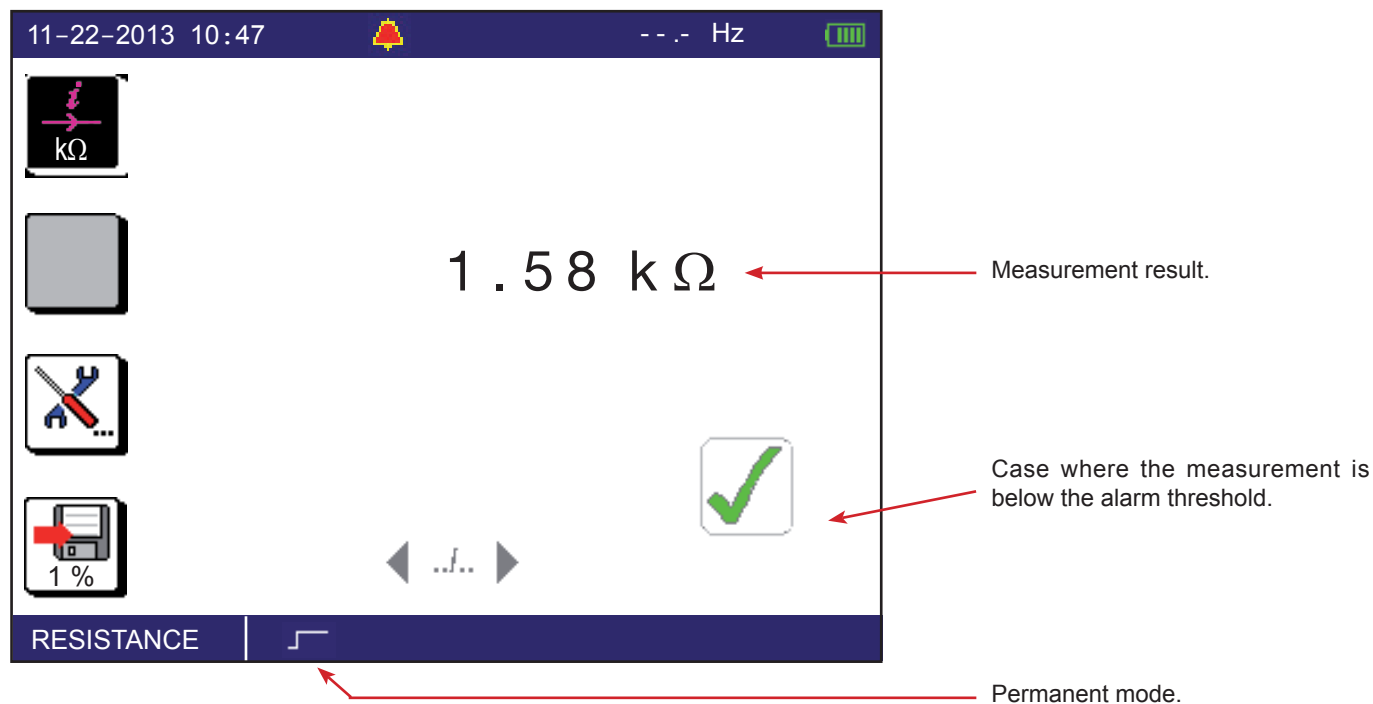 11-22-2013 10:47 - - .- Hz
i
kΩ
1.58 kΩ
Measurement result.
...
Case where the measurement is
below the alarm threshold.
1 %
../..
RESISTANCE
Permanent mode.